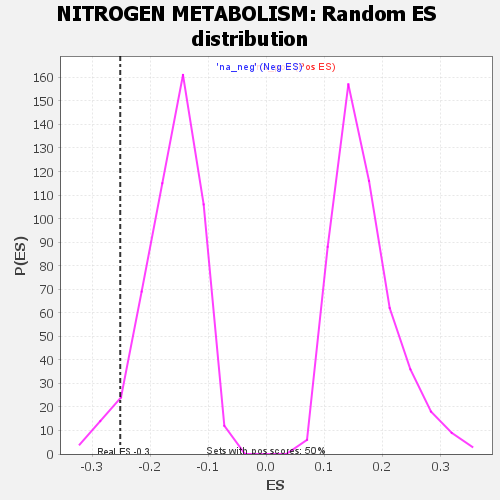 NITROGEN METABOLISM: Random ES
distribution
'na_neg' (Neg ES)
Pos ES)
160
150
140
130
120
110
100
90
80
70
60
50
40
30
20
10
0
P(ES)
Real ES -0.3
Sets with pos scores: 50%
-0.3 -0.2 -0.1 0.0 0.1 0.2 0.3
ES